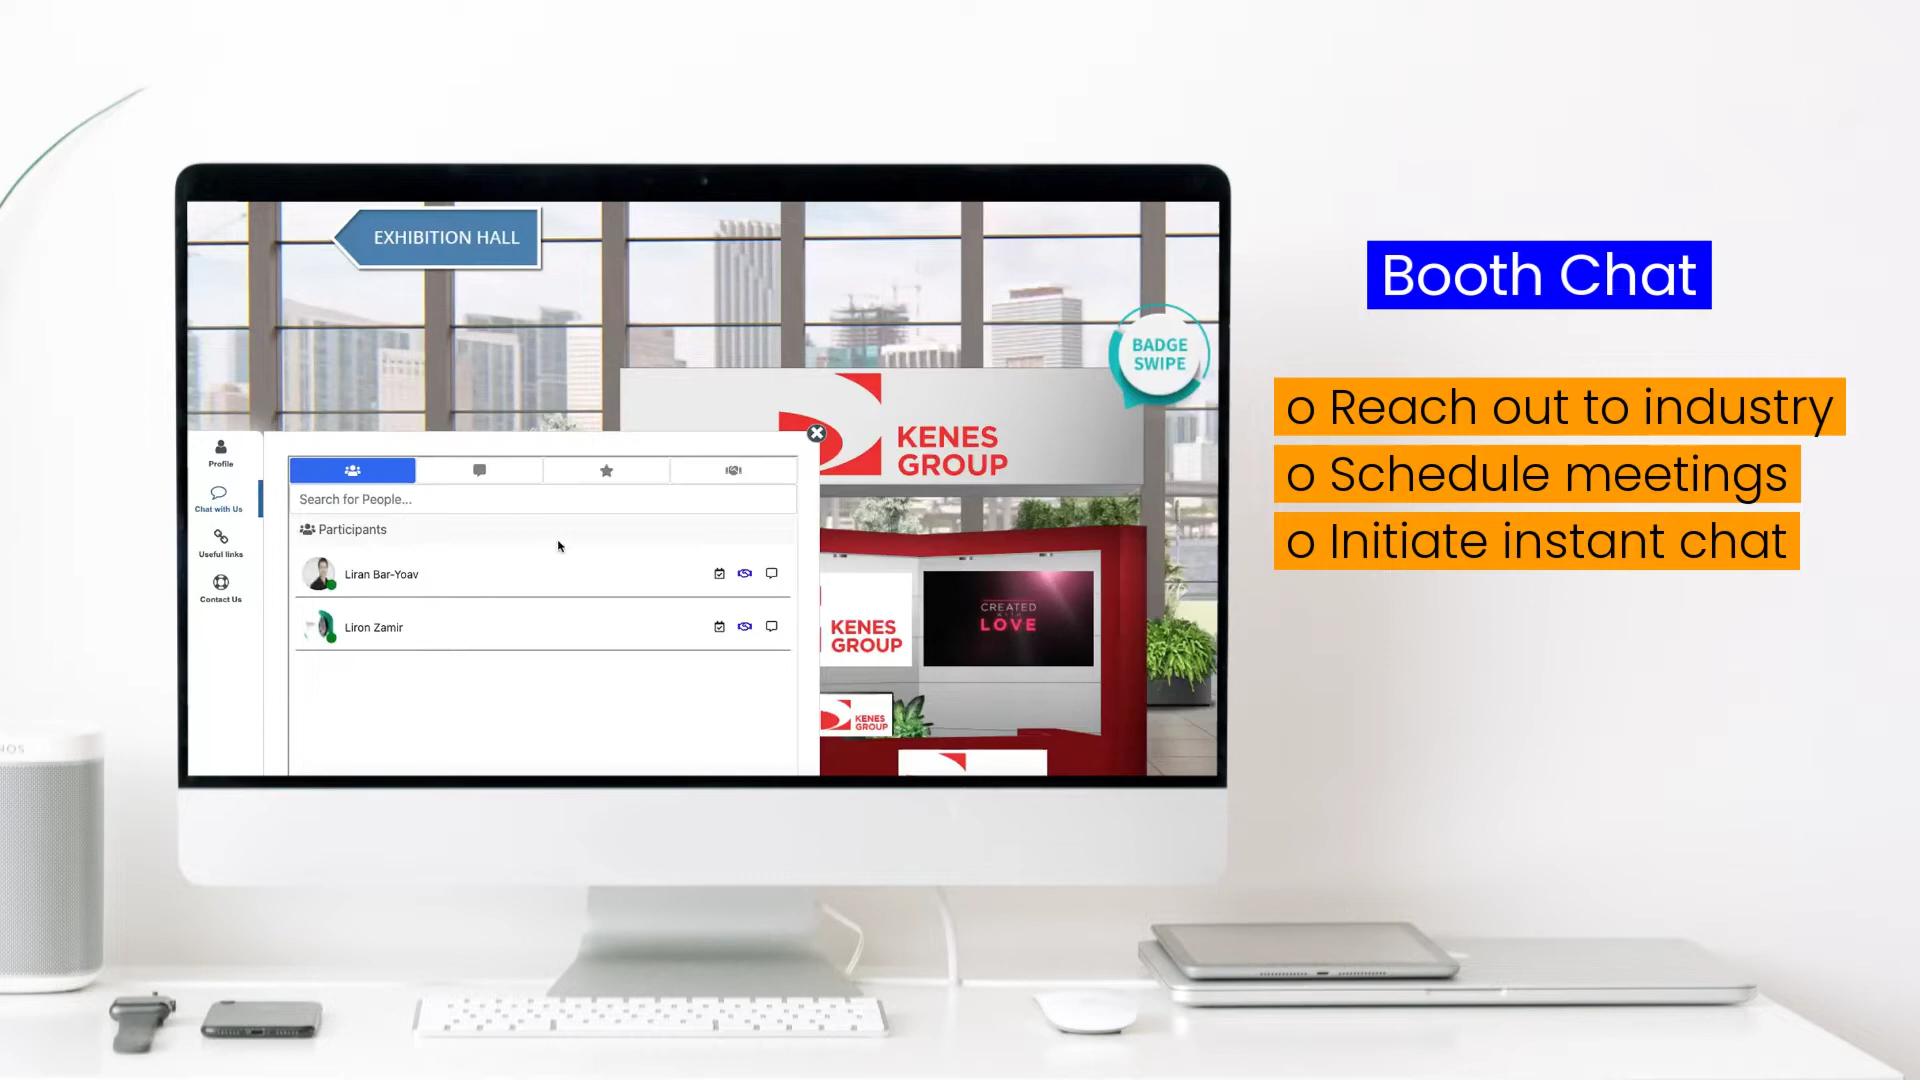 EXHIBITION HALL
BADGE
SWIPE
KENES
GROUP
Profile
Chat with Us
Useful links
Contact Us
Search for People...
Participants
Liran Bar-Yoav
Liron Zamir
KENES
GROUP
CREATED
WITH
LOVE
KENES
GROUP
Booth Chat
o Reach out to industry
o Schedule meetings
o Initiate instant chat